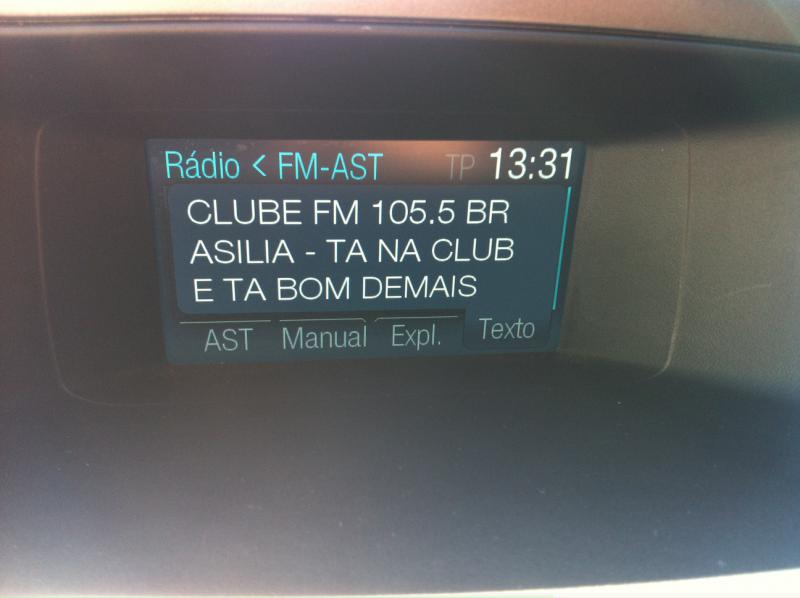 Rádio < FM-AST TP 13:31
CLUBE FM 105.5 BR
ASILIA - TA NA CLUB
E TA BOM DEMAIS
AST Manual Expl. Texto